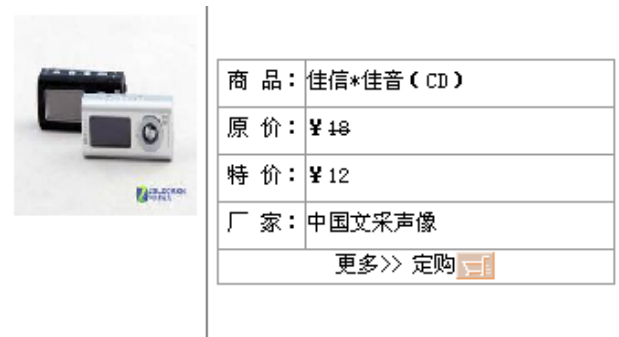 商 品：佳信*佳音（CD）
原 价：￥18
特 价：￥12
厂 家：中国文采声像
更多>> 定购